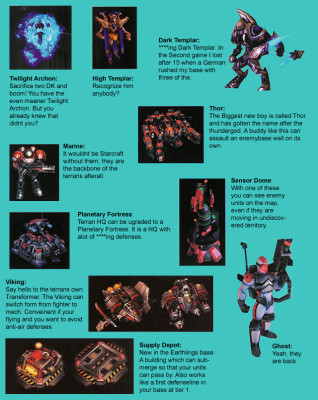 Twilight Archon:
Sacrifice two DK and
boom! You have the
even meaner Twilight
Archon. But you
already knew that
didnt you?
High Templar:
Recognize him
anybody?
Dark Templar:
****ing Dark Templar. In
the Second game I lost
after 15 when a German
rushed my base with
three of the.
Thor:
The Biggest new boy is called Thor
and has gotten the name after the
thundergod. A buddy like this can
assault an enemybase well on its
own.
Marine:
It wouldnt be Starcraft
without them, they are
the backbone of the
terrans afterall.
Sensor Dome
With one of these
you can see enemy
units on the map,
even if they are
moving in undiscov-
ered territory.
Planetary Fortress
Terran HQ can be ugraded to a
Planetary Fortress. It is a HQ with
alot of ****ing defenses.
Viking:
Say hello to the terrans own
Transformer. The Viking can
switch form from fighter to
mech. Convenient if your
flying and you want to avoid
anti-air defenses
Supply Depot:
New in the Earthlings base
A building which can sub-
merge so that your units
can pass by. Also works
like a first defenseline in
your base at tier 1.
Ghost:
Yeah, they are
back